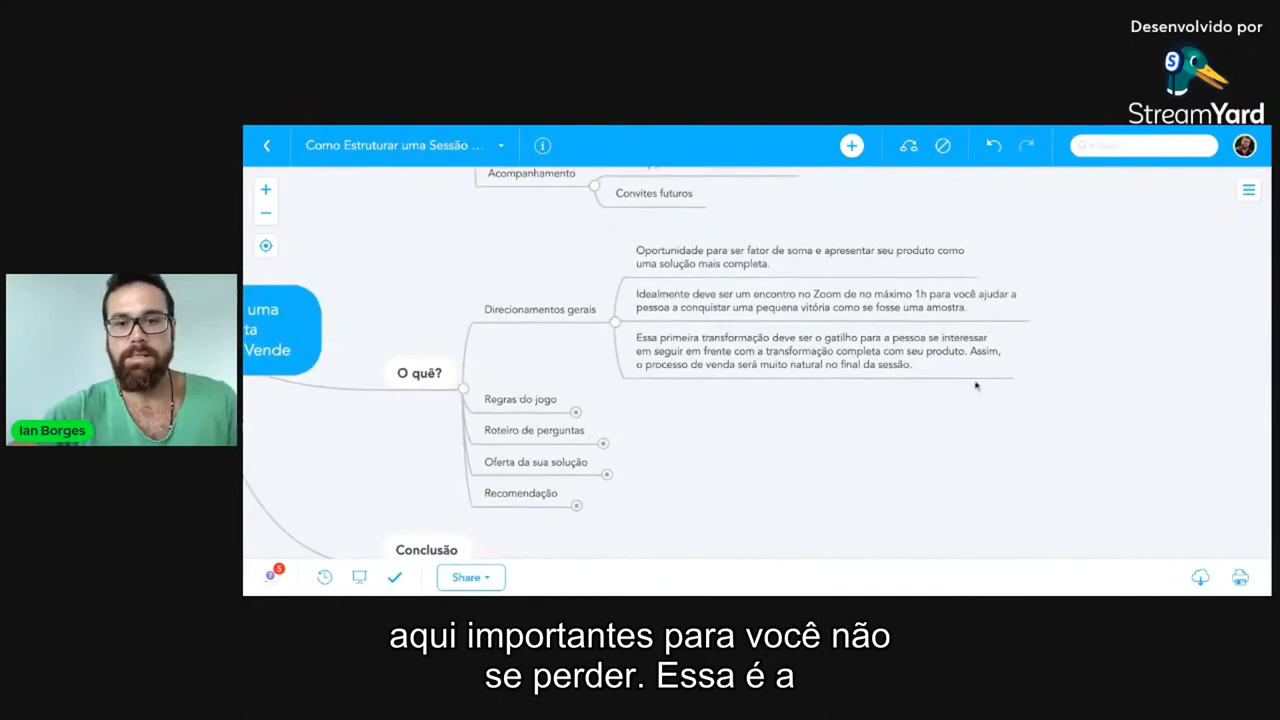 Desenvolvido por
StreamYard
Como Estruturar uma Sessão ...
Acompanhamento
Convites futuros
Oportunidade para ser fator de soma e apresentar seu produto como
uma solução mais completa.
Idealmente deve ser um encontro no Zoom de no máximo 1h para você ajudar a
pessoa a conquistar uma pequena vitória como se fosse uma amostra.
Direcionamentos gerais
Essa primeira transformação deve ser o gatilho para a pessoa se interessar
em seguir em frente com a transformação completa com seu produto. Assim,
o processo de venda será muito natural no final da sessão.
uma
ta
Vende
O quê?
Regras do jogo
Roteiro de perguntas
Oferta da sua solução
Recomendação
Ian Borges
Conclusão
5
Share
aqui importantes para você não
se perder. Essa é a